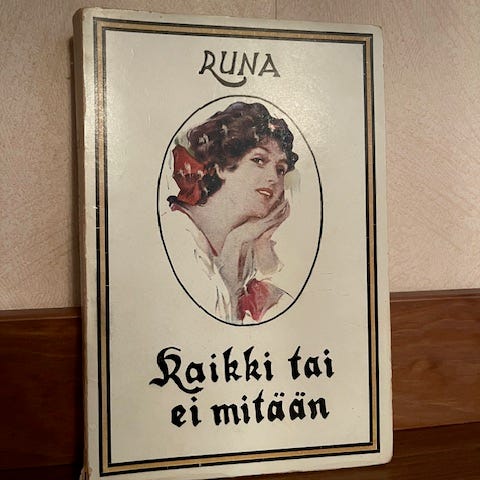 RUNA
Kaikki tai
ei mitään